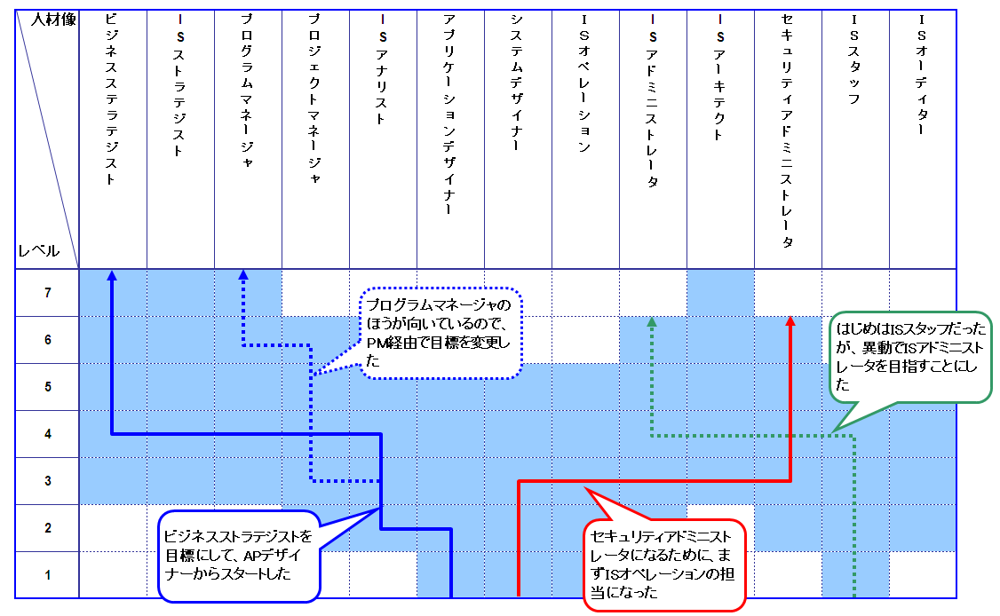 人材像
レベル
ビジネスステラテジスト
ISストラテジスト
プログラムマネージャ
プロジェクトマネージャ
ISアナリスト
アプリケーションデザイナー
システムデザイナー
ISオペレーション
ISアドミニストレータ
ISアーキテクト
セキュリティアドミニストレータ
ISスタッフ
ISオーディター
7
6
5
4
3
2
1
プログラムマネージャの
ほうが向いているので、
PM経由で目標を変更し
た
はじめはISスタッフだった
が、異動でISアドミニスト
レータを目指すことにし
た
ビジネスストラテジストを
目標にして、APデザイ
ナーからスタートした
セキュリティアドミニスト
レータになるために、ま
ずISオペレーションの担
当になった